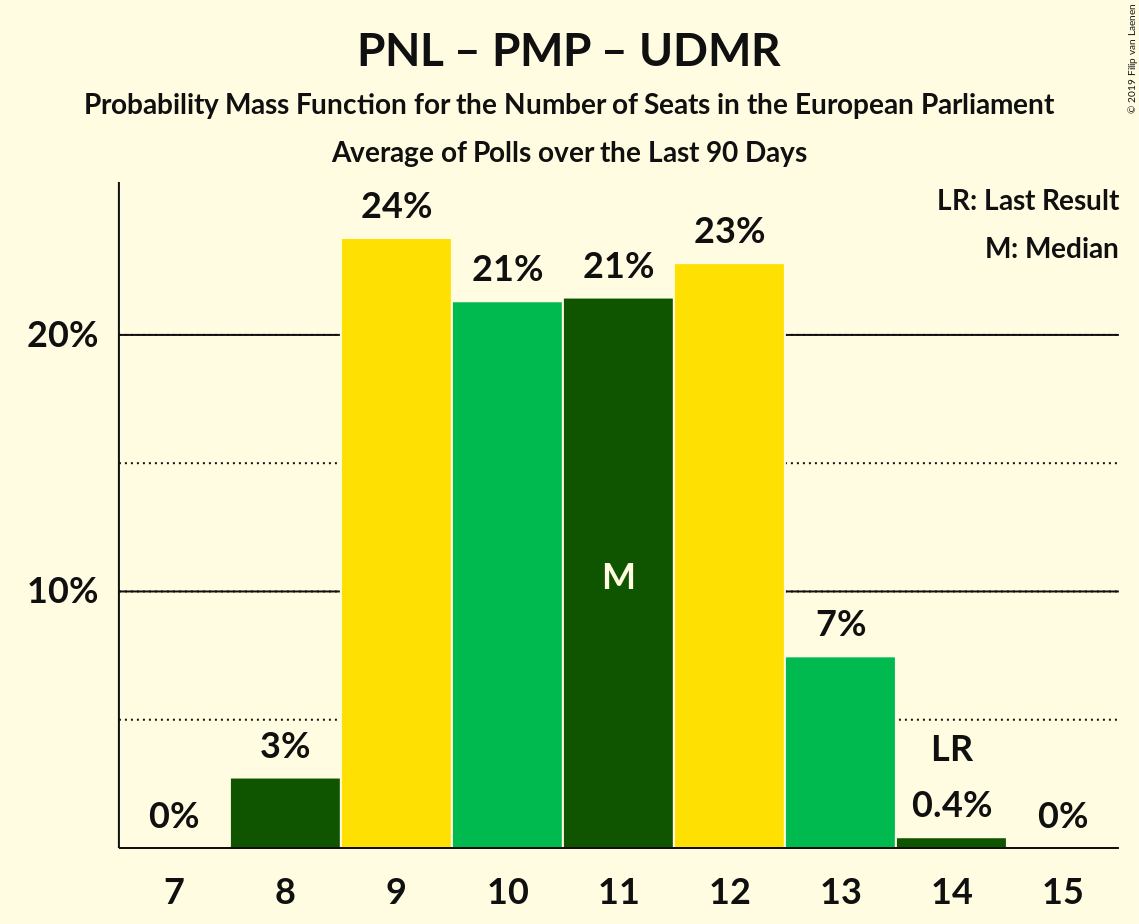 PNL – PMP – UDMR
Probability Mass Function for the Number of Seats in the European Parliament
Average of Polls over the Last 90 Days
© 2019 Filip van Laenen
LR: Last Result
M: Median
24%
21%
21%
23%
20%
M
10%
7%
3%
LR
0%
0.4%
0%
7 8 9 10 11 12 13 14 15